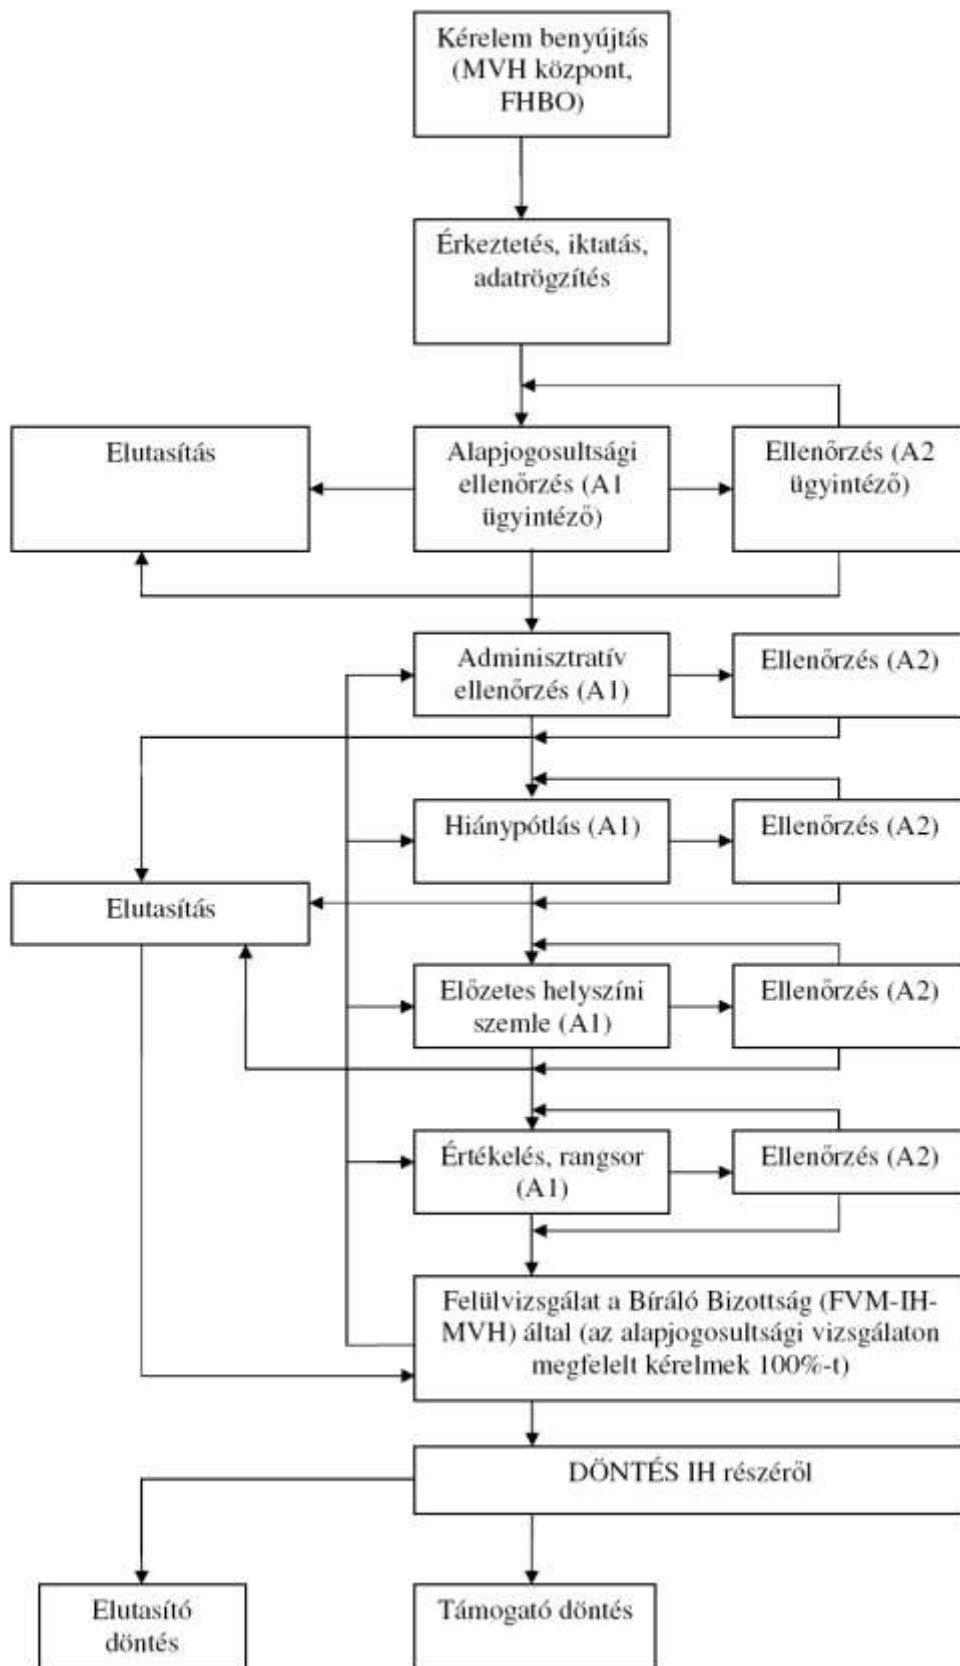 Kérelem benyújtás
(MVH központ,
FHBO)
Érkeztetés, iktatás,
adatrögzítés
Elutasítás
Alapjogosultsági
ellenőrzés (A1
ügyintéző)
Ellenőrzés (A2
ügyintéző)
Adminisztratív
ellenőrzés (A1)
Ellenőrzés (A2)
Hiánypótlás (A1)
Ellenőrzés (A2)
Elutasítás
Előzetes helyszíni
szemle (A1)
Ellenőrzés (A2)
Értékelés, rangsor
(A1)
Ellenőrzés (A2)
Felülvizsgálat a Bíráló Bizottság (FVM-IH-
MVH) által (az alapjogosultsági vizsgálaton
megfelelt kérelmek 100%-t)
DÖNTÉS IH részéről
Elutasító
döntés
Támogató döntés